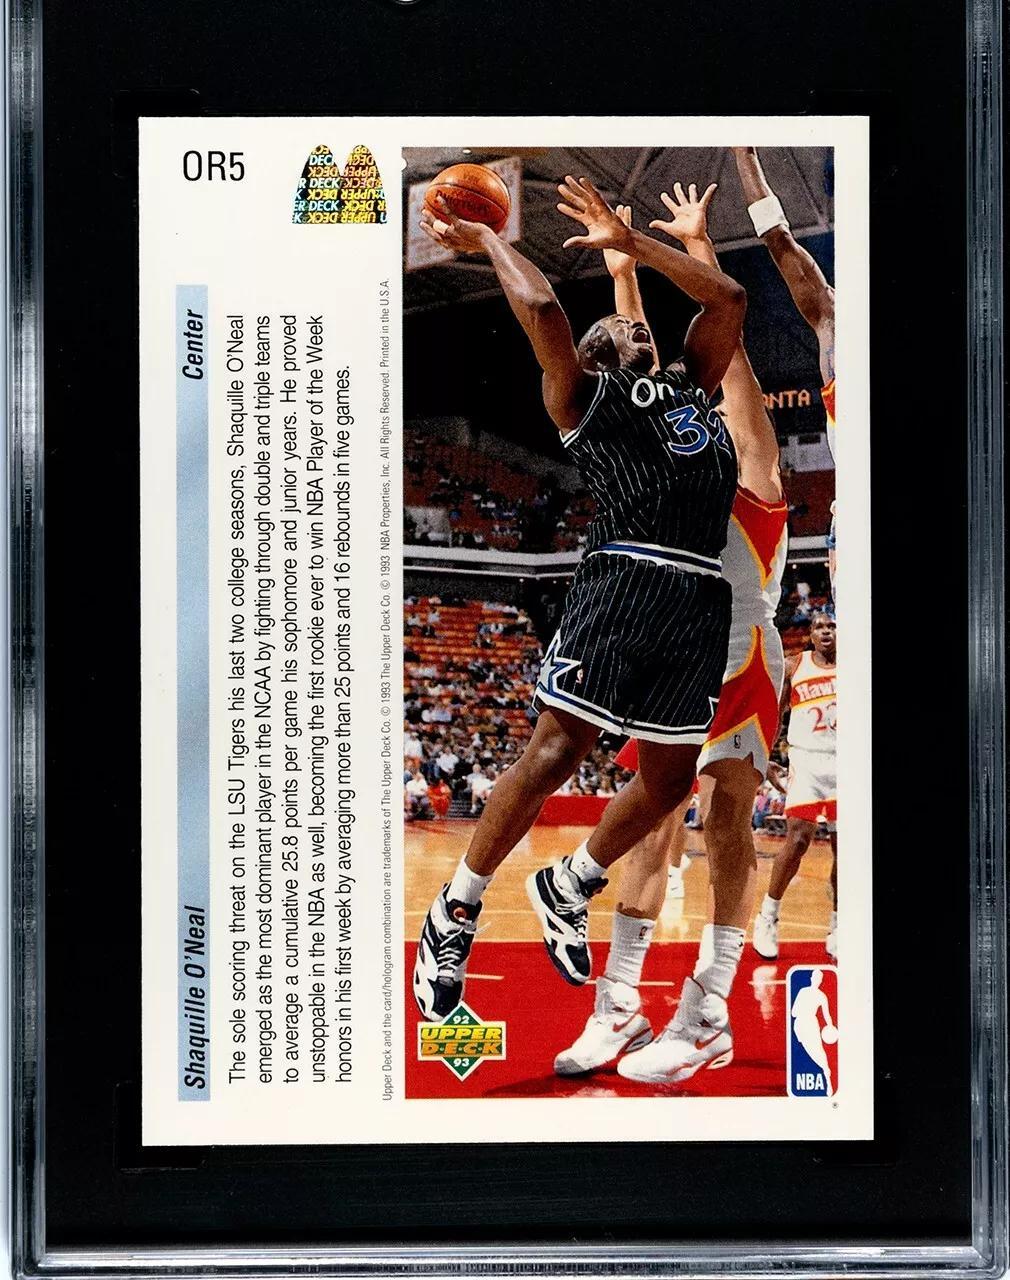 OR5
Shaquille O'Neal
Center
The sole scoring threat on the LSU Tigers his last two college seasons, Shaquille O'Neal
emerged as the most dominant player in the NCAA by fighting through double and triple teams
to average a cumulative 25.8 points per game his sophomore and junior years. He proved
unstoppable in the NBA as well, becoming the first rookie ever to win NBA Player of the Week
honors in his first week by averaging more than 25 points and 16 rebounds in five games.
Upper Deck and the card/hologram combination are trademarks of The Upper Deck Co. © 1993 The Upper Deck Co. © 1993 NBA Properties, Inc. All Rights Reserved. Printed in the U.S.A.
UPPER DECK
32
NTA
Hawk
92
UPPER
D·E·C·K
93
NBA
®